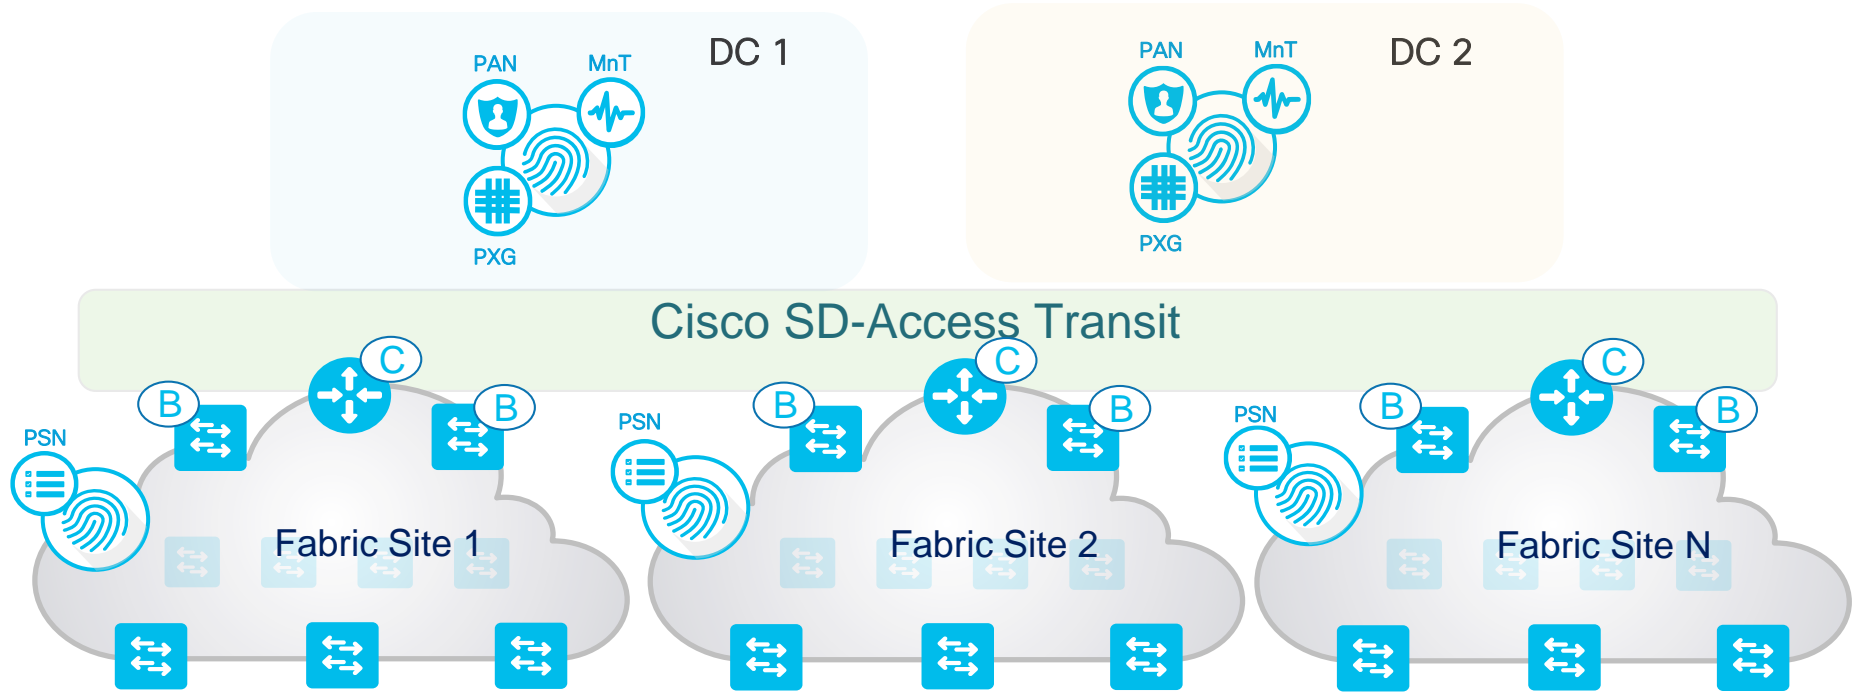 DC 1
PAN
MnT
PXG
DC 2
PAN
MnT
PXG
Cisco SD-Access Transit
C
B
B
PSN
Fabric Site 1
C
B
B
PSN
Fabric Site 2
C
B
B
PSN
Fabric Site N